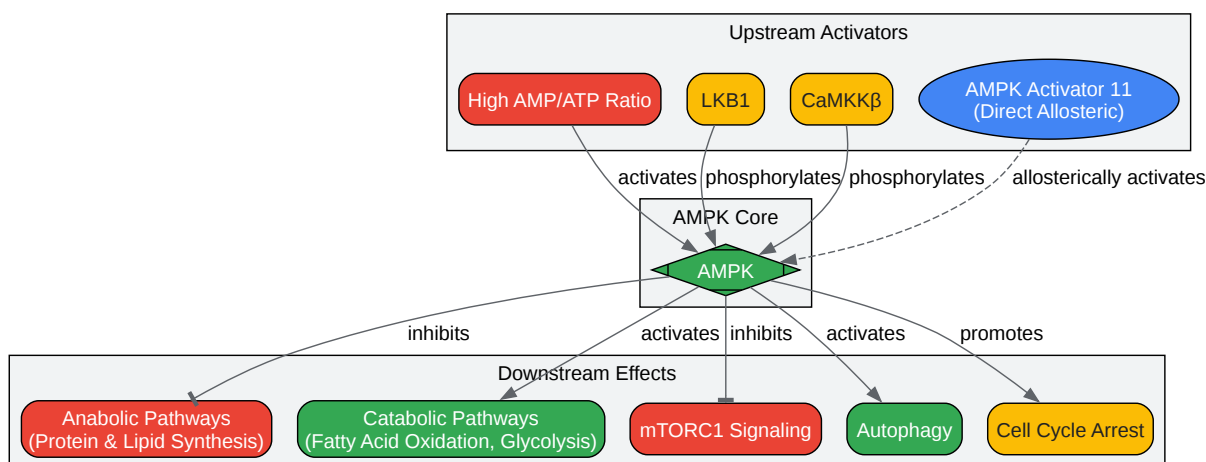 Upstream Activators
High AMP/ATP Ratio
LKB1
CaMKKβ
AMPK Activator 11
(Direct Allosteric)
activates
phosphorylates
phosphorylates
allosterically activates
AMPK Core
AMPK
inhibits
activates
inhibits
activates
promotes
Downstream Effects
Anabolic Pathways
(Protein & Lipid Synthesis)
Catabolic Pathways
(Fatty Acid Oxidation, Glycolysis)
mTORC1 Signaling
Autophagy
Cell Cycle Arrest